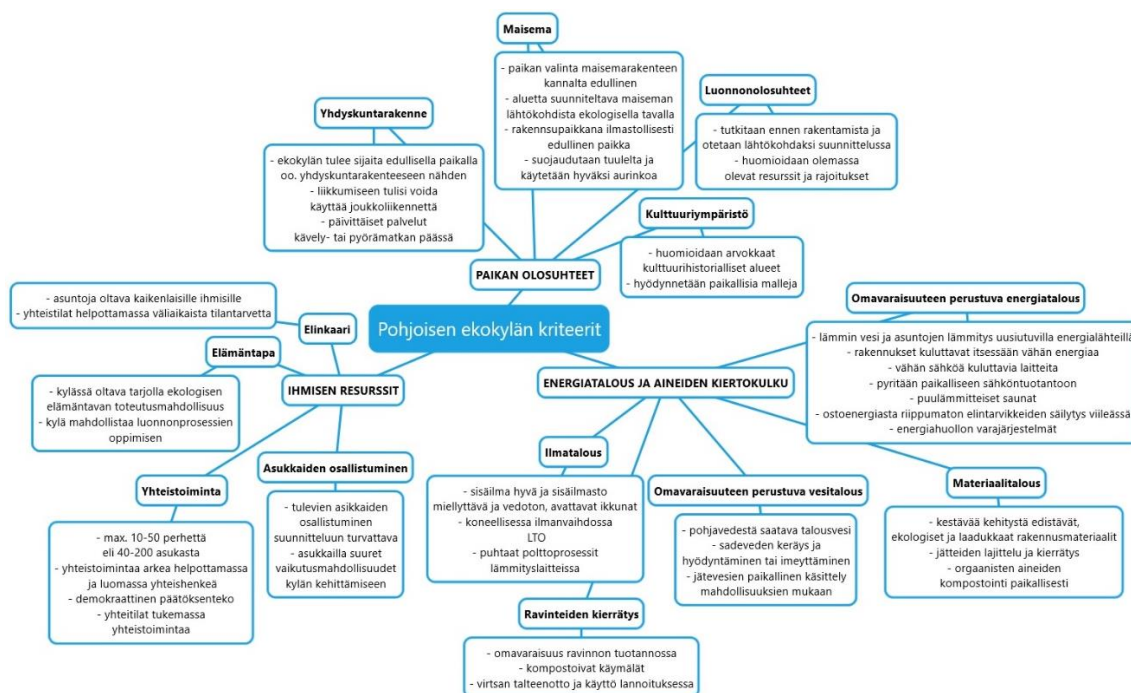 Maisema
- paikan valinta maisemarakenteen
kannalta edullinen
- aluetta suunniteltava maiseman
lähtökohdista ekologisella tavalla
- rakennsupaikkana ilmastollisesti
edullinen paikka
- suojaudutaan tuulelta ja
käytetään hyväksi aurinkoa
Luonnonolosuhteet
- tutkitaan ennen rakentamista ja
otetaan lähtökohdaksi suunnittelussa
- huomioidaan olemassa
olevat resurssit ja rajoitukset
Yhdyskuntarakenne
- ekokylän tulee sijaita edullisella paikalla
oo. yhdyskuntarakenteeseen nähden
- liikkumiseen tulisi voida
käyttää joukkoliikennettä
- päivittäiset palvelut
kävely- tai pyörämatkan päässä
Kulttuuriympäristö
- huomioidaan arvokkaat
kulttuurihistorialliset alueet
- hyödynnetään paikallisia malleja
PAIKAN OLOSUHTEET
Pohjoisen ekokylän kriteerit
- asuntoja oltava kaikenlaisille ihmisille
- yhteistilat helpottamassa väliaikaista tilantarvetta
Elinkaari
Elämäntapa
- kylässä oltava tarjolla ekologisen
elämäntavan toteutusmahdollisuus
- kylä mahdollistaa luonnonprosessien
oppimisen
IHMISEN RESURSSIT
Yhteistoiminta
- max. 10-50 perhettä
eli 40-200 asukasta
- yhteistoimintaa arkea helpottamassa
ja luomassa yhteishenkeä
- demokraattinen päätöksenteko
- yhteitilat tukemassa
yhteistoimintaa
Asukkaiden osallistuminen
- tulevien asikkaiden
osallistuminen
suunnitteluun turvattava
- asukkailla suuret
vaikutusmahdollisuudet
kylän kehittämiseen
ENERGIATALOUS JA AINEIDEN KIERTOKULKU
Omavaraisuuteen perustuva energiatalous
- lämmin vesi ja asuntojen lämmitys uusiutuvilla energialähteillä
- rakennukset kuluttavat itsessään vähän energiaa
- vähän sähköä kuluttavia laitteita
- pyritään paikalliseen sähköntuotantoon
- puulämmitteiset saunat
- ostoenergiasta riippumaton elintarvikkeiden säilytys viileässä
- energiahuollon varajärjestelmät
Ilmatalous
- sisäilma hyvä ja sisäilmasto
miellyttävä ja vedoton, avattavat ikkunat
- koneellisessa ilmanvaihdossa
LTO
- puhtaat polttoprosessit
lämmityslaitteissa
Omavaraisuuteen perustuva vesitalous
- pohjavedestä saatava talousvesi
- sadeveden keräys ja
hyödyntäminen tai imeyttäminen
- jätevesien paikallinen käsittely
mahdollisuuksien mukaan
Materiaalitalous
- kestävää kehitystä edistävät,
ekologiset ja laadukkaat rakennusmateriaalit
- jätteiden lajittelu ja kierrätys
- orgaanisten aineiden
kompostointi paikallisesti
Ravinteiden kierrätys
- omavaraisuus ravinnon tuotannossa
- kompostoivat käymälät
- virtsan talteenotto ja käyttö lannoituksessa